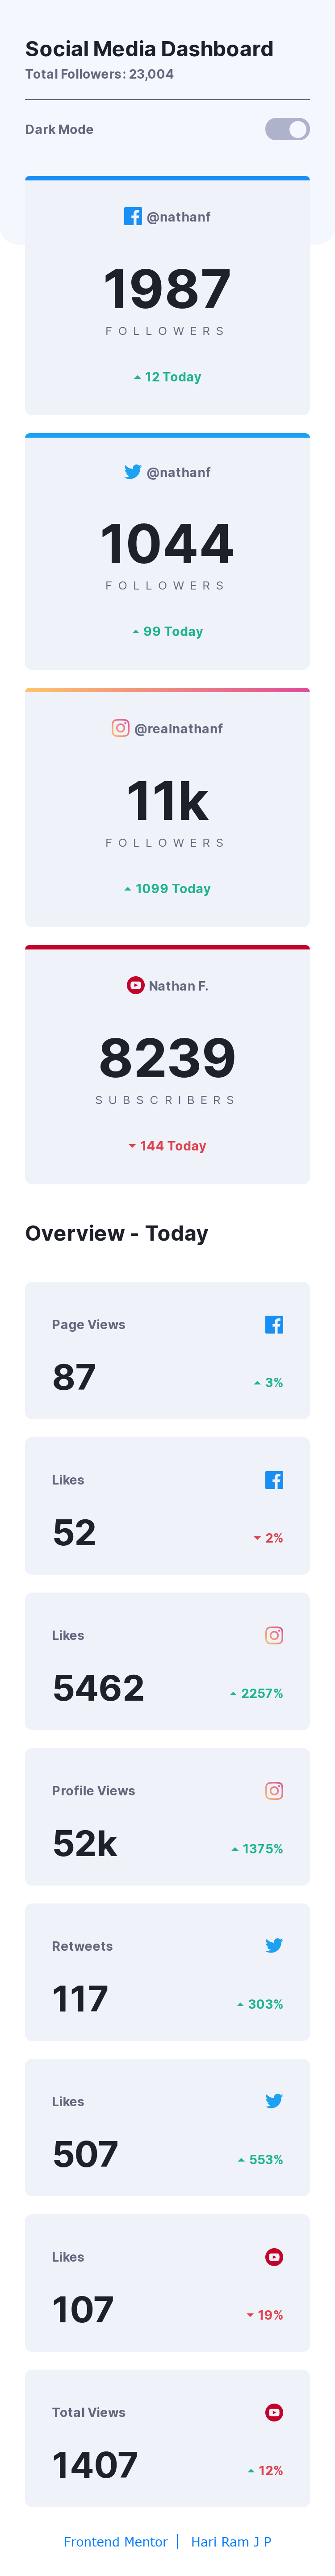 Social Media Dashboard
Total Followers: 23,004
Dark Mode
@nathanf
1987
FOLLOWERS
12 Today
@nathanf
1044
FOLLOWERS
99 Today
@realnathanf
11k
FOLLOWERS
1099 Today
Nathan F.
8239
SUBSCRIBERS
144 Today
Overview - Today
Page Views
87
3%
Likes
52
2%
Likes
5462
2257%
Profile Views
52k
1375%
Retweets
117
303%
Likes
507
553%
Likes
107
19%
Total Views
1407
12%
Frontend Mentor | Hari Ram J P